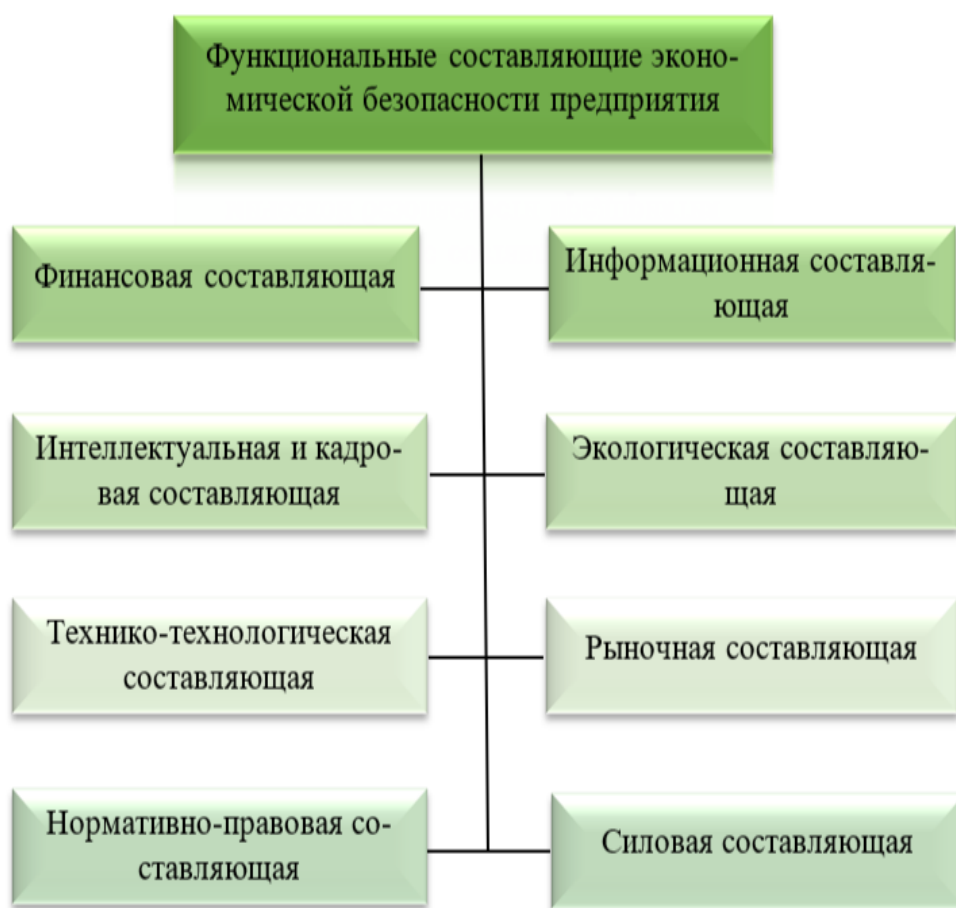 Функциональные составляющие эконо-
мической безопасности предприятия
Финансовая составляющая
Информационная составля-
ющая
Интеллектуальная и кадро-
вая составляющая
Экологическая составляю-
щая
Технико-технологическая
составляющая
Рыночная составляющая
Нормативно-правовая со-
ставляющая
Силовая составляющая